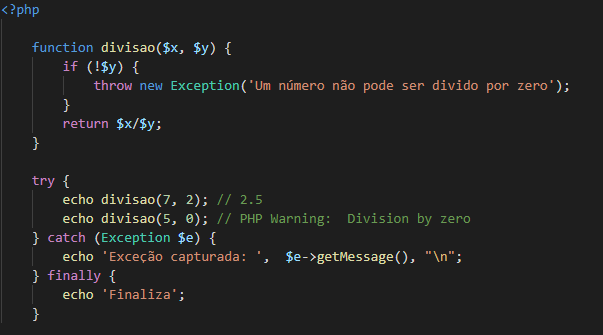 <?php
function divisao($x, $y) {
if (!$y) {
throw new Exception('Um número não pode ser divido por zero');
}
return $x/$y;
}
try {
echo divisao(7, 2); // 2.5
echo divisao(5, 0); // PHP Warning:  Division by zero
} catch (Exception $e) {
echo 'Exceção capturada: ',  $e->getMessage(), "\n";
} finally {
echo 'Finaliza';
}